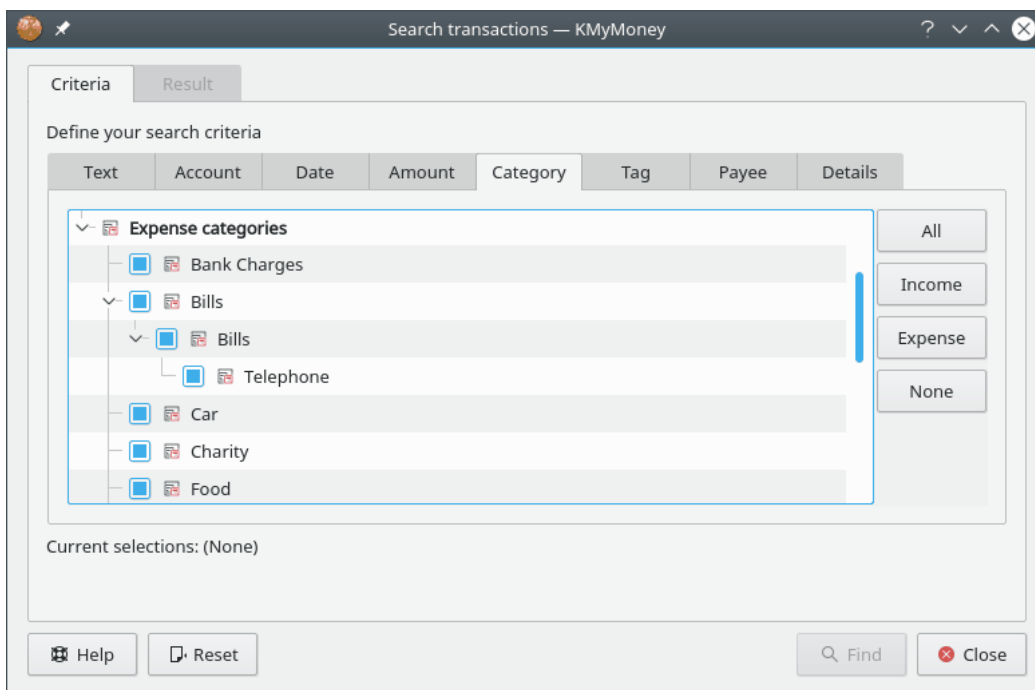 Search transactions — KMyMoney
Criteria Result
Define your search criteria
Text Account Date Amount Category Tag Payee Details
Expense categories
All
Bank Charges
Income
Bills
Bills
Expense
Telephone
None
Car
Charity
Food
Current selections: (None)
Help Reset Find Close